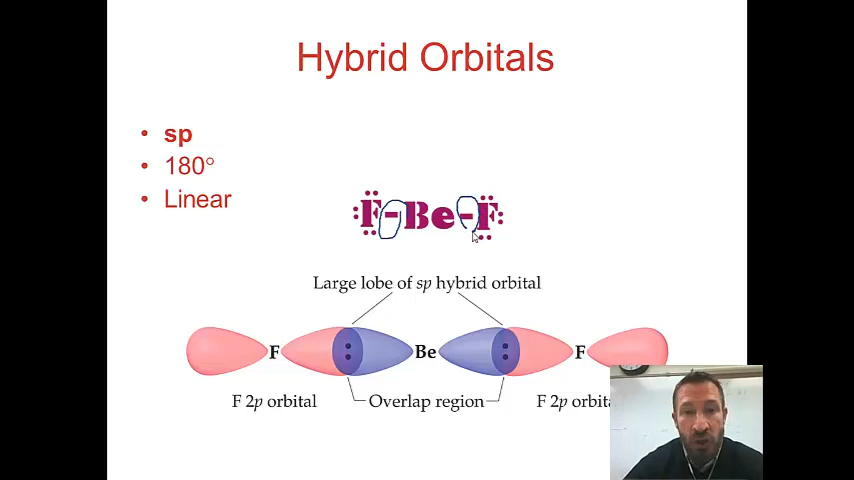 Hybrid Orbitals
• sp
• 180°
• Linear
F-Be-F
Large lobe of sp hybrid orbital
F Be F
F 2p orbital Overlap region F 2p orbita